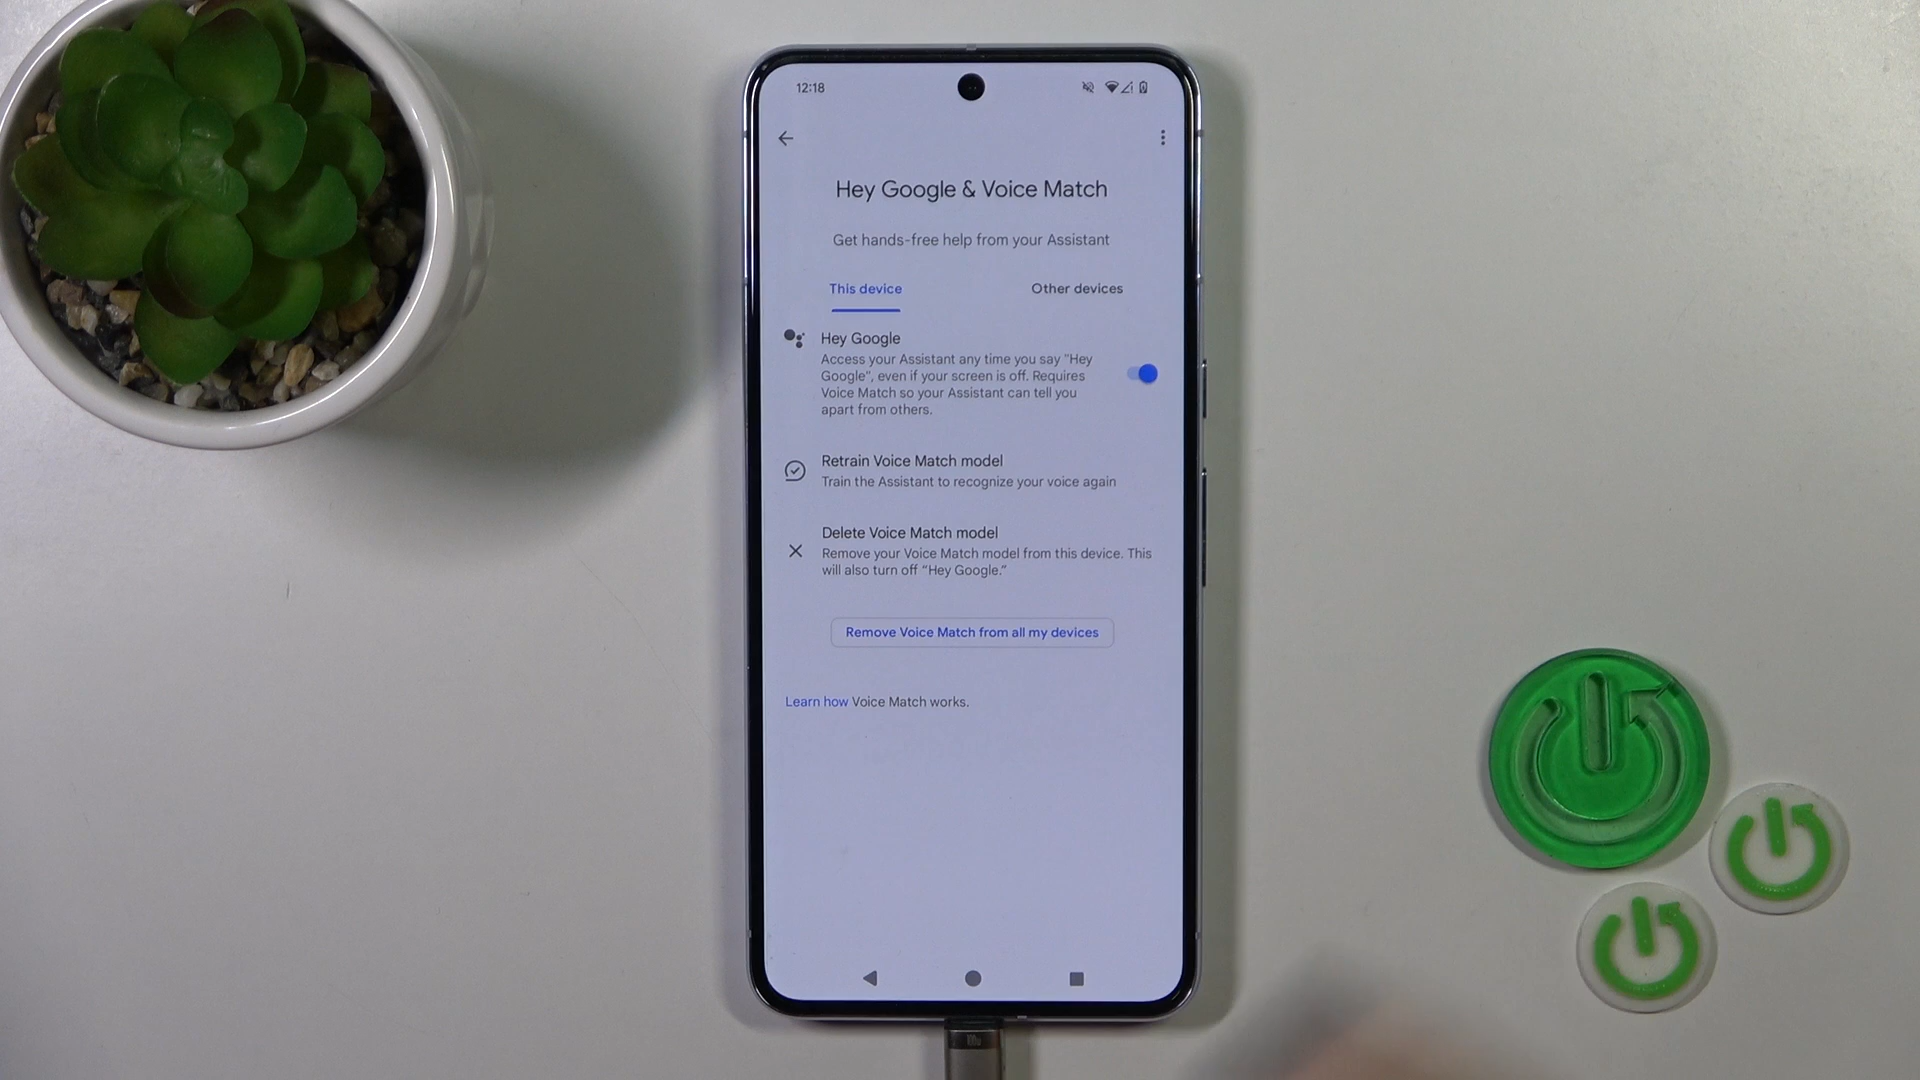 12:18
Hey Google & Voice Match
Get hands-free help from your Assistant
This device
Other devices
Hey Google
Access your Assistant any time you say "Hey
Google", even if your screen is off. Requires
Voice Match so your Assistant can tell you
apart from others.
Retrain Voice Match model
Train the Assistant to recognize your voice again
Delete Voice Match model
Remove your Voice Match model from this device. This
will also turn off “Hey Google.”
Remove Voice Match from all my devices
Learn how Voice Match works.